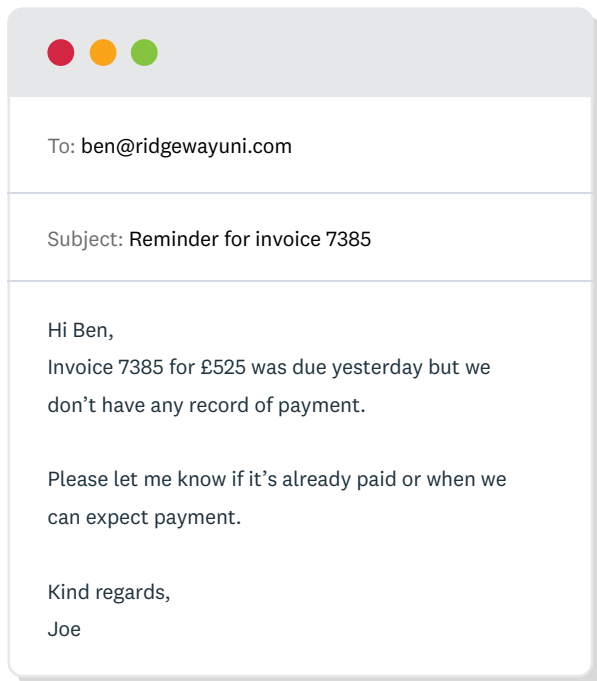 To: ben@ridgewayuni.com
Subject: Reminder for invoice 7385
Hi Ben,
Invoice 7385 for £525 was due yesterday but we
don’t have any record of payment.
Please let me know if it’s already paid or when we
can expect payment.
Kind regards,
Joe